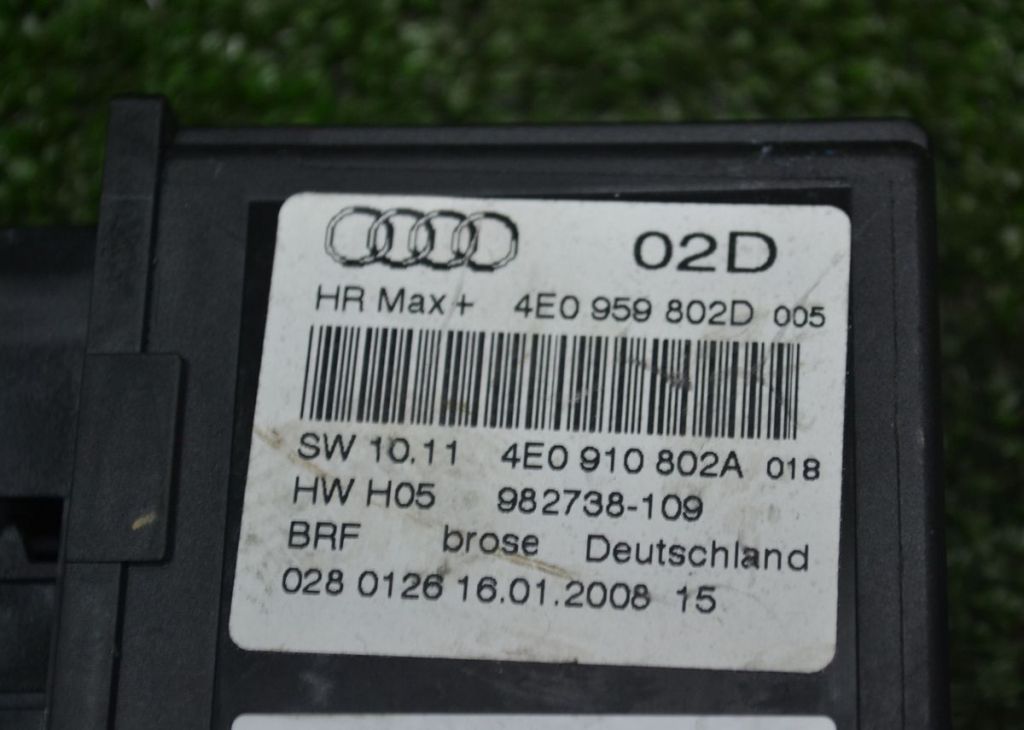 02D
HR Max+ 4E0 959 802D 005
SW 10.11 4E0 910 802A 018
HW H05 982738-109
BRF brose Deutschland
028 0126 16.01.2008 15